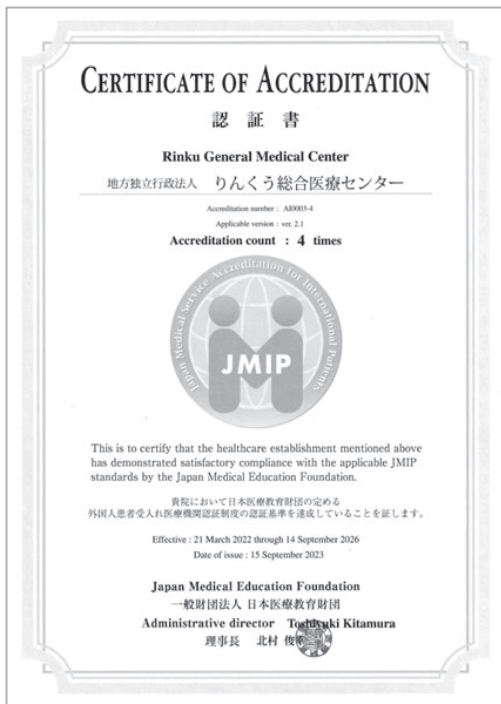 CERTIFICATE OF ACCREDITATION
認証書
Rinku General Medical Center
地方独立行政法人 りんくう総合医療センター
Accreditation number : AI0003-4
Applicable version : ver. 2.1
Accreditation count : 4 times
Japan Medical Service Accreditation for International Patients
JMIP
This is to certify that the healthcare establishment mentioned above
has demonstrated satisfactory compliance with the applicable JMIP
standards by the Japan Medical Education Foundation.
貴院において日本医療教育財団の定める
外国人患者受入れ医療機関認証制度の認証基準を達成していることを証します。
Effective : 21 March 2022 through 14 September 2026
Date of issue : 15 September 2023
Japan Medical Education Foundation
一般財団法人 日本医療教育財団
Administrative director Toshiyuki Kitamura
理事長 北村 俊